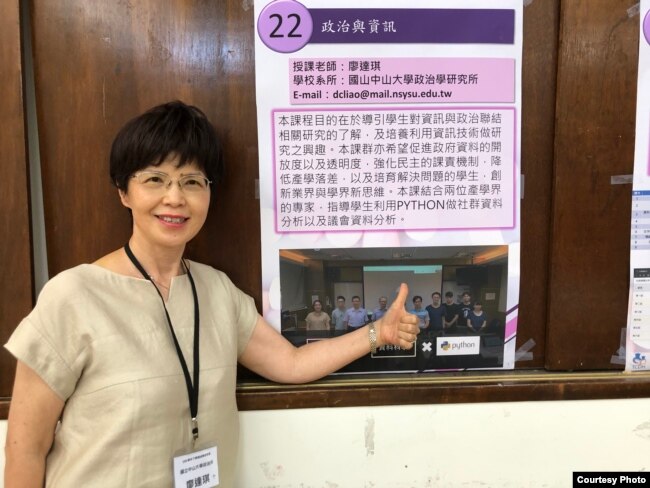 22 政治與資訊
授課老師：廖達琪
學校系所：國山中山大學政治學研究所
E-mail：dcliao@mail.nsysu.edu.tw
本課程目的在於導引學生對資訊與政治聯結
相關研究的了解，及培養利用資訊技術做研
究之興趣。本課群亦希望促進政府資料的開
放度以及透明度，強化民主的課責機制，降
低產學落差，以及培育解決問題的學生，創
新業界與學界新思維。本課結合兩位產學界
的專家，指導學生利用PYTHON做社群資料
分析以及議會資料分析。
python
國立中山大學政治所
廖達琪
Courtesy Photo